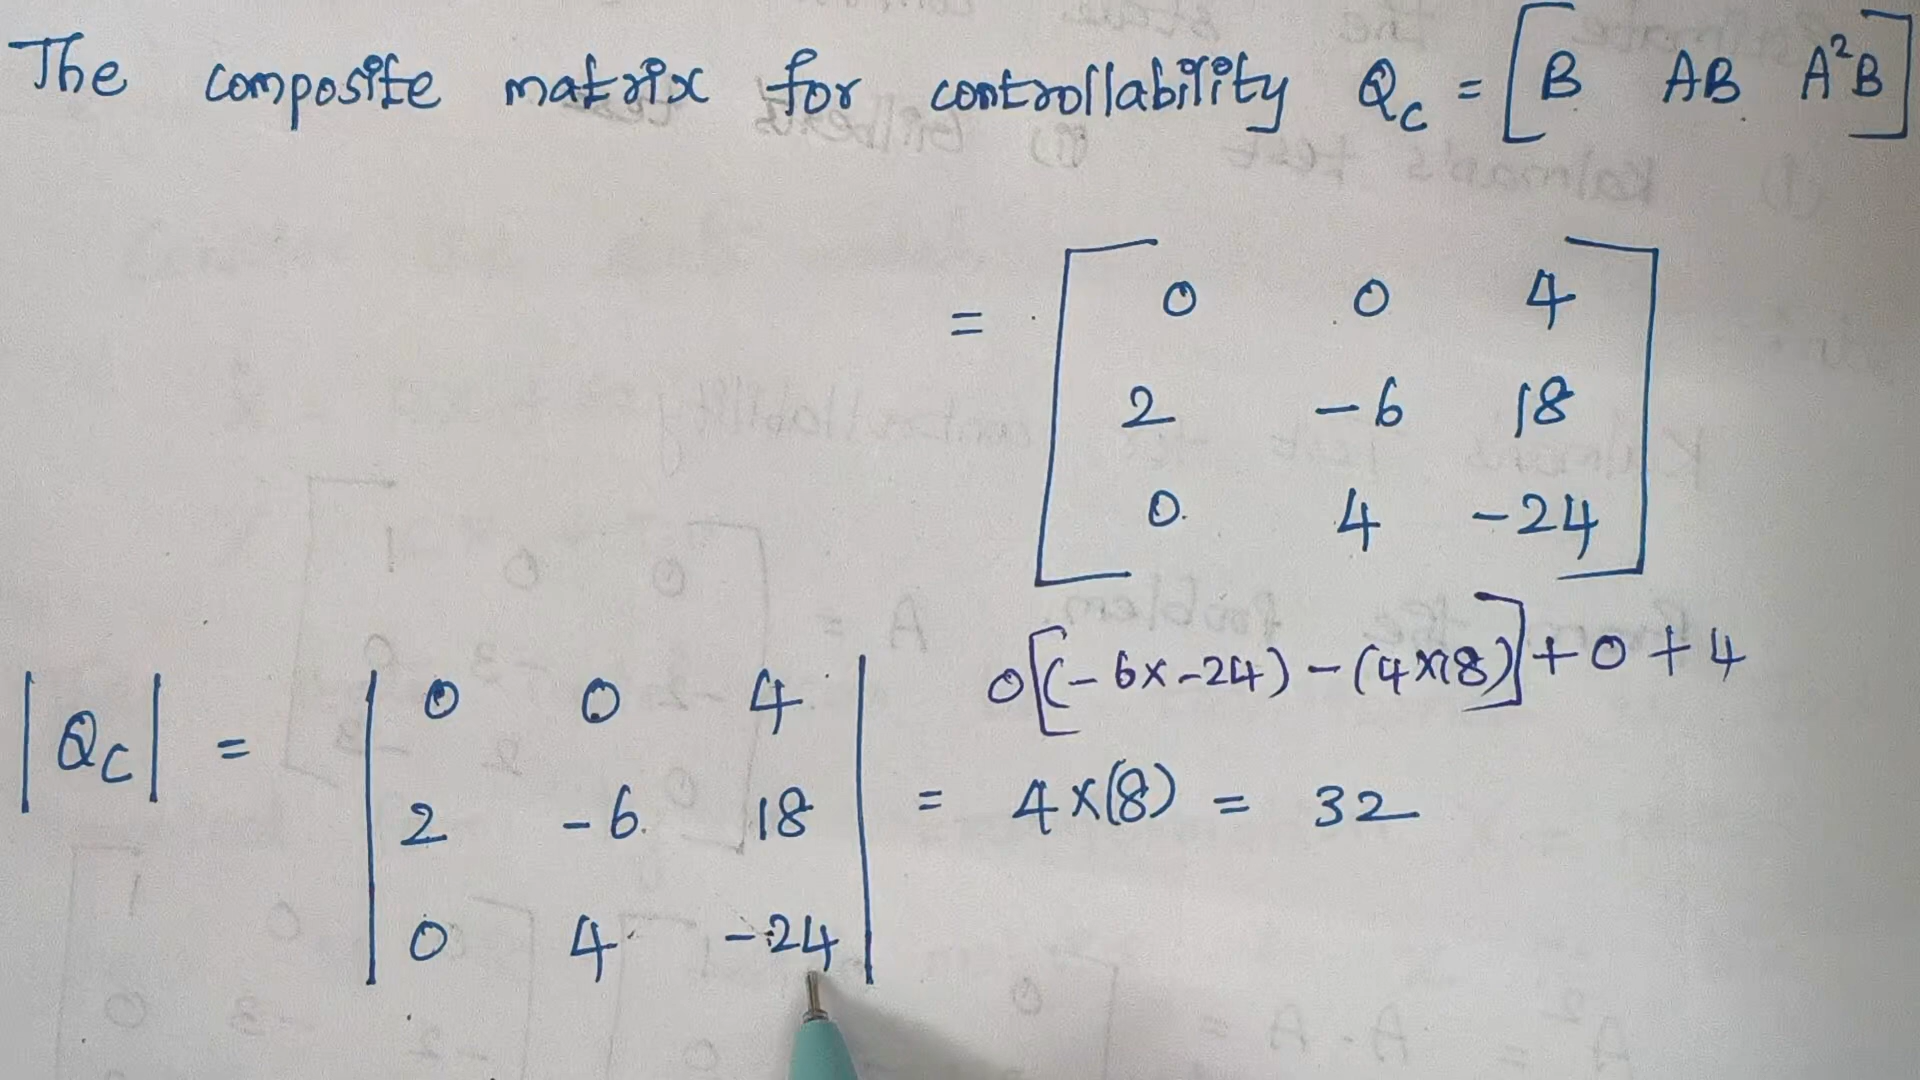 The composite matrix for controllability Qc = [B AB A²B]
= [0 0 4
2 -6 18
0 4 -24]
|Qc| = |0 0 4
2 -6 18
0 4 -24|
0[(-6x-24) - (4x18)] + 0 + 4
= 4x(8) = 32